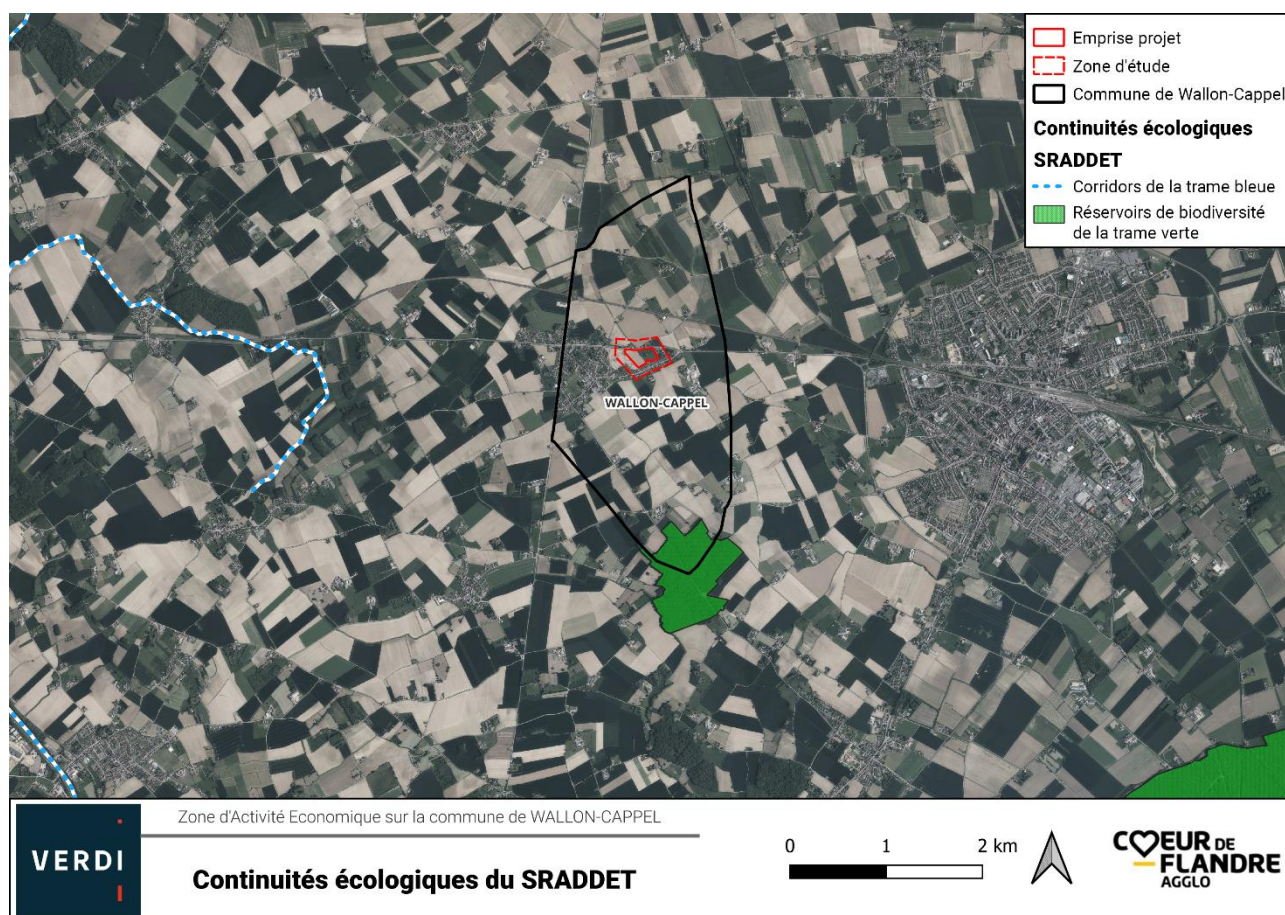 Emprise projet
Zone d'étude
Commune de Wallon-Cappel
Continuités écologiques
SRADDET
Corridors de la trame bleue
Réservoirs de biodiversité
de la trame verte
WALLON-CAPPEL
VERDI
Zone d'Activité Economique sur la commune de WALLON-CAPPEL
Continuités écologiques du SRADDET
0 1 2 km
CŒUR DE
FLANDRE
AGGLO